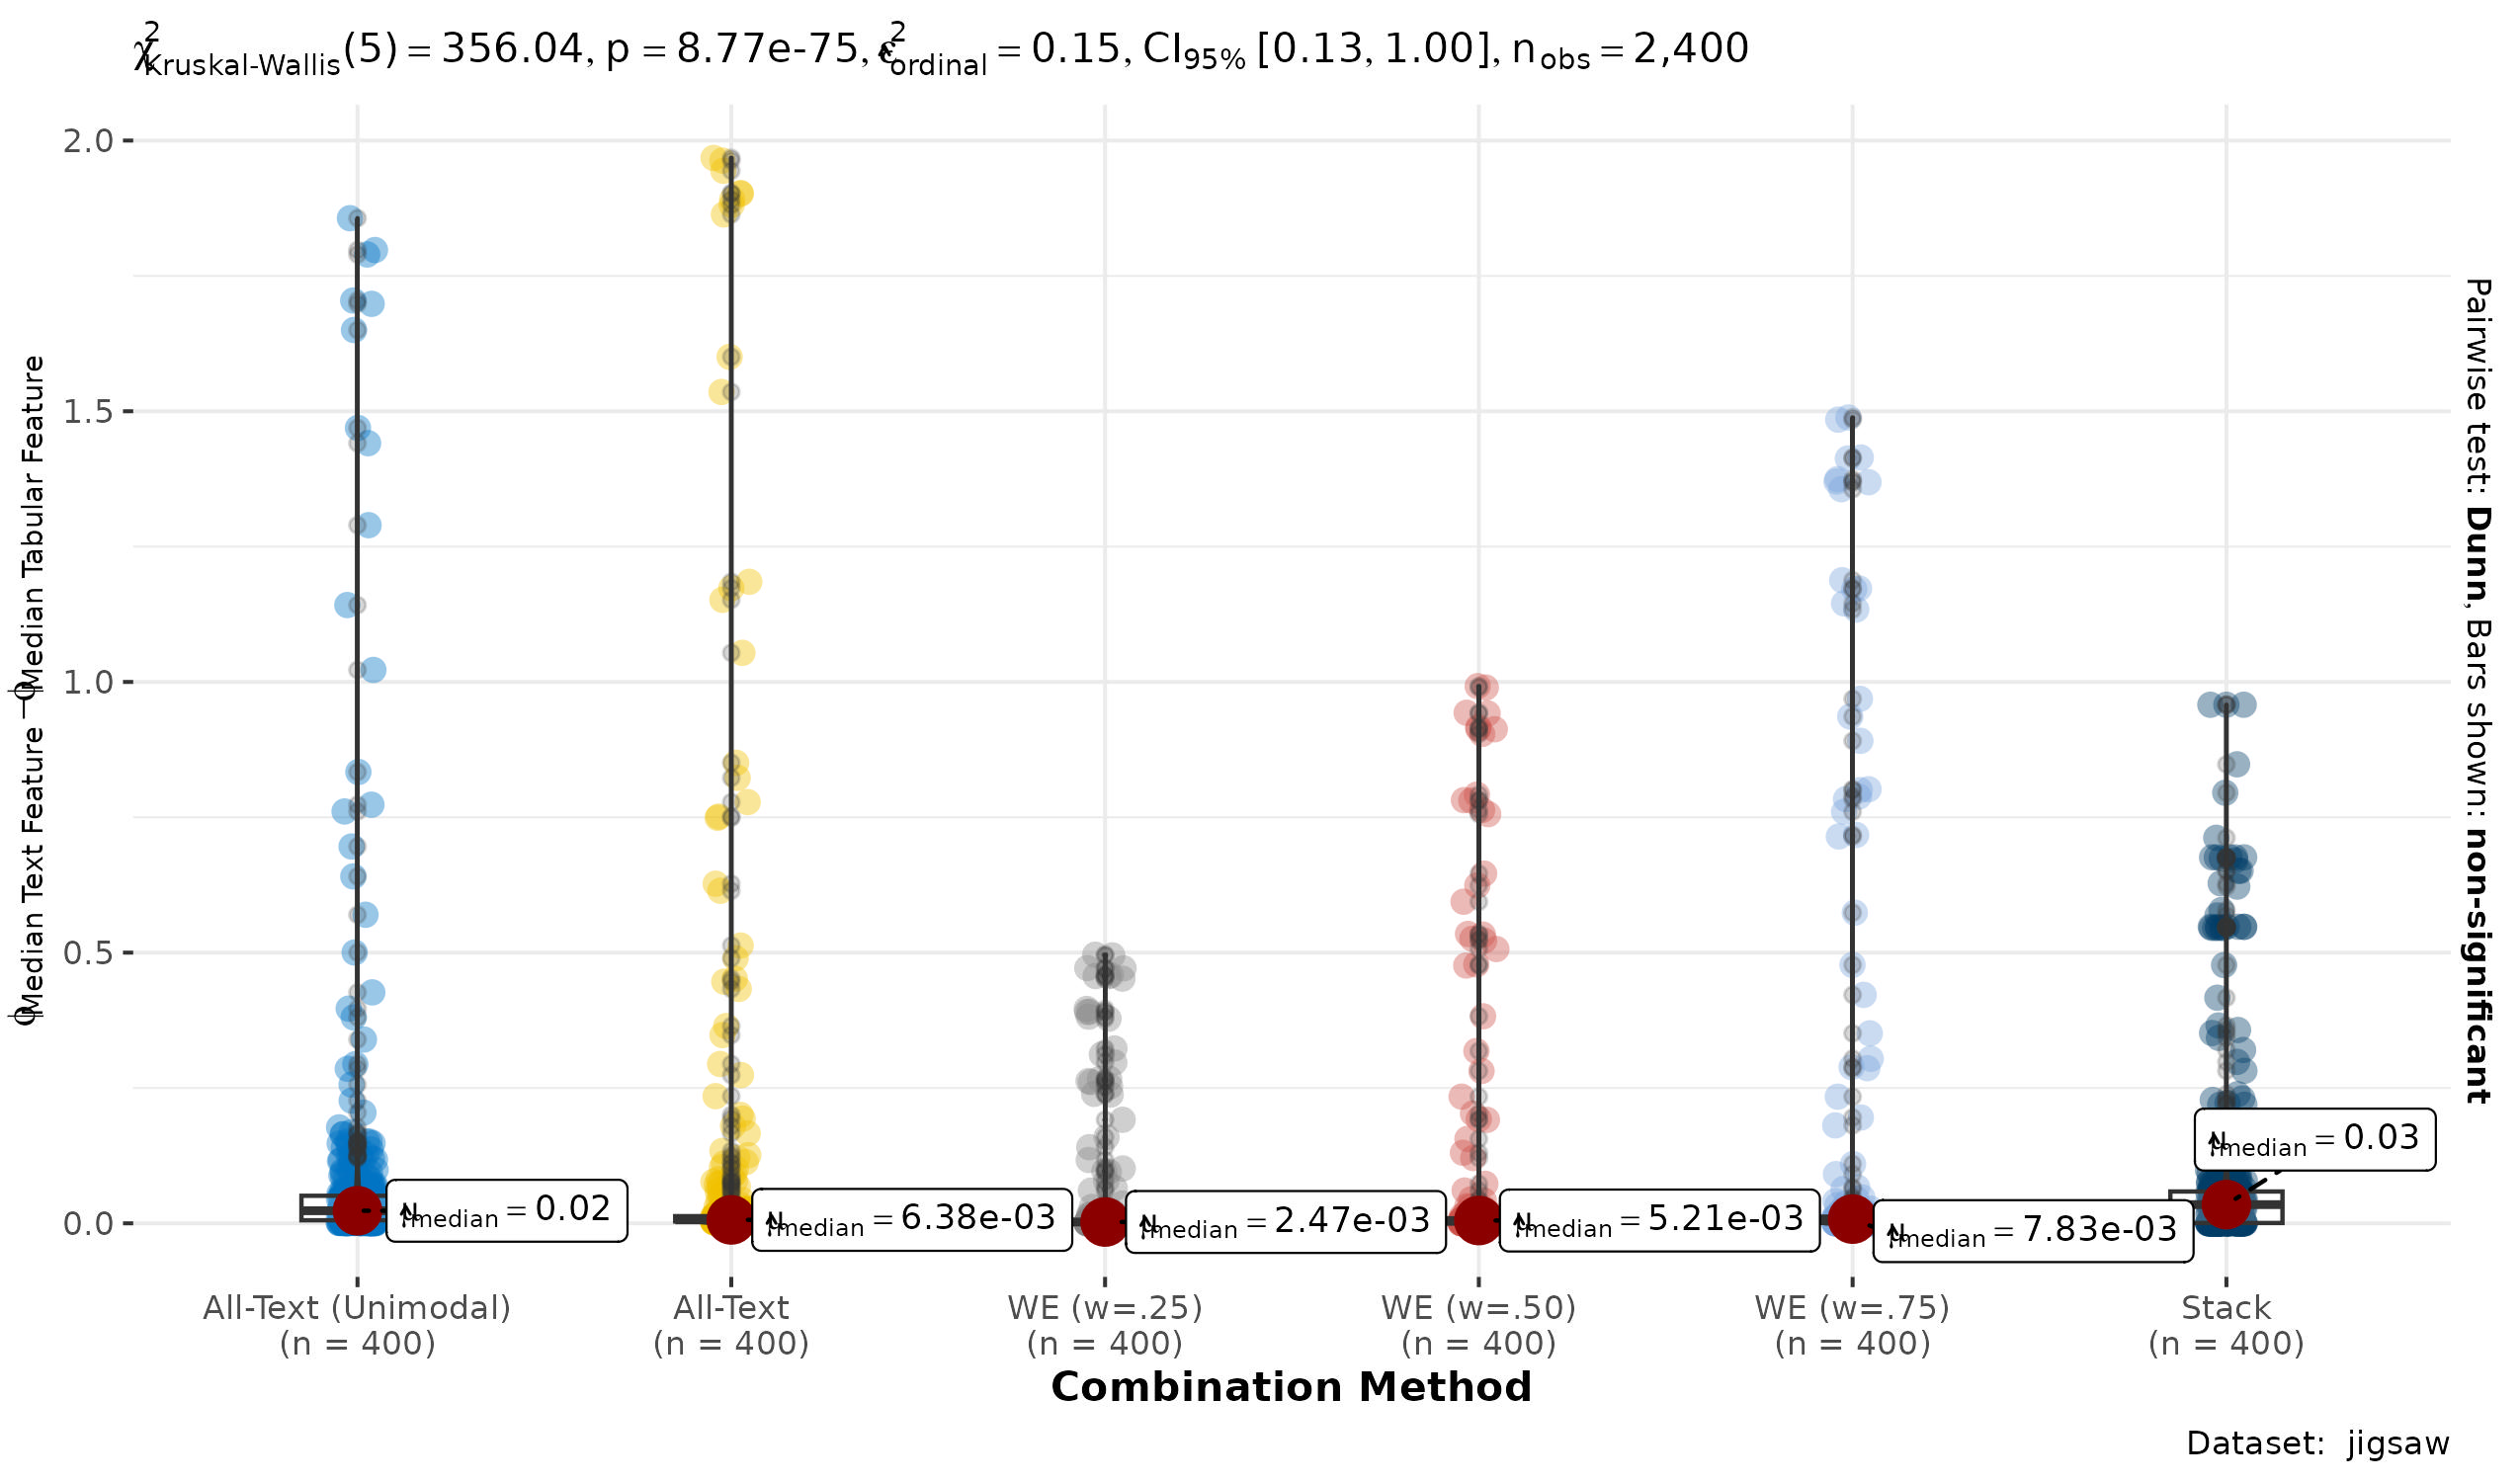 χ²Kruskal-Wallis(5) = 356.04, p = 8.77e-75, ε²ordinal = 0.15, CI95% [0.13, 1.00], nobs = 2,400
ϕMedian Text Feature − ϕMedian Tabular Feature
2.0
1.5
1.0
0.5
0.0
μ̂median = 0.02
μ̂median = 6.38e-03
μ̂median = 2.47e-03
μ̂median = 5.21e-03
μ̂median = 7.83e-03
μ̂median = 0.03
Pairwise test: Dunn, Bars shown: non-significant
All-Text (Unimodal)
(n = 400)
All-Text
(n = 400)
WE (w=.25)
(n = 400)
WE (w=.50)
(n = 400)
WE (w=.75)
(n = 400)
Stack
(n = 400)
Combination Method
Dataset: jigsaw